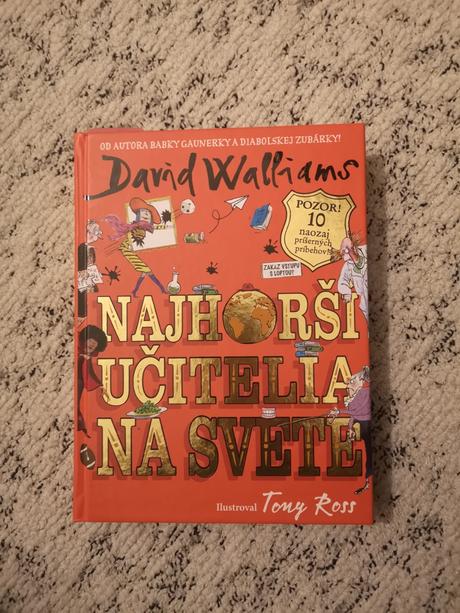 OD AUTORA BABKY GAUNERKY A DIABOLSKEJ ZUBÁRKY!
David Walliams
POZOR!
10
naozaj
príšerných
príbehov!
ZÁKAZ VSTUPU
S LOPTOU!
NAJHORŠÍ
UČITELIA
NA SVETE
Ilustroval Tony Ross